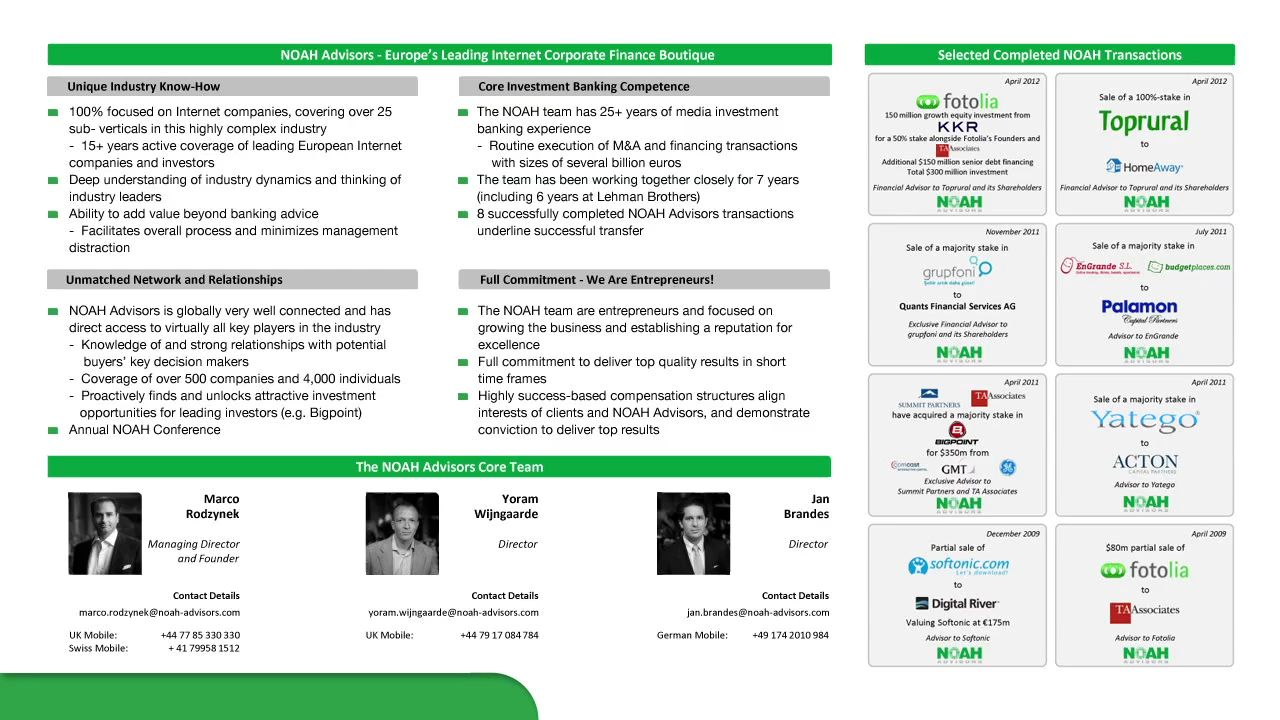 NOAH Advisors - Europe's Leading Internet Corporate Finance Boutique
Unique Industry Know-How
100% focused on Internet companies, covering over 25
sub- verticals in this highly complex industry
- 15+ years active coverage of leading European Internet
companies and investors
Deep understanding of industry dynamics and thinking of
industry leaders
Ability to add value beyond banking advice
- Facilitates overall process and minimizes management
distraction
Core Investment Banking Competence
The NOAH team has 25+ years of media investment
banking experience
- Routine execution of M&A and financing transactions
with sizes of several billion euros
The team has been working together closely for 7 years
(including 6 years at Lehman Brothers)
8 successfully completed NOAH Advisors transactions
underline successful transfer
Unmatched Network and Relationships
NOAH Advisors is globally very well connected and has
direct access to virtually all key players in the industry
- Knowledge of and strong relationships with potential
buyers' key decision makers
- Coverage of over 500 companies and 4,000 individuals
- Proactively finds and unlocks attractive investment
opportunities for leading investors (e.g. Bigpoint)
Annual NOAH Conference
Full Commitment - We Are Entrepreneurs!
The NOAH team are entrepreneurs and focused on
growing the business and establishing a reputation for
excellence
Full commitment to deliver top quality results in short
time frames
Highly success-based compensation structures align
interests of clients and NOAH Advisors, and demonstrate
conviction to deliver top results
The NOAH Advisors Core Team
Marco
Rodzynek
Managing Director
and Founder
Contact Details
marco.rodzynek@noah-advisors.com
UK Mobile: +44 77 85 330 330
Swiss Mobile: + 41 79958 1512
Yoram
Wijngaarde
Director
Contact Details
yoram.wijngaarde@noah-advisors.com
UK Mobile: +44 79 17 084 784
Jan
Brandes
Director
Contact Details
jan.brandes@noah-advisors.com
German Mobile: +49 174 2010 984
Selected Completed NOAH Transactions
April 2012
fotolia
150 million growth equity investment from
KKR
for a 50% stake alongside Fotolia's Founders and
TA Associates
Additional $150 million senior debt financing
Total $300 million investment
Financial Advisor to Toprural and its Shareholders
NOAH
ADVISORS
April 2012
Sale of a 100%-stake in
Toprural
to
HomeAway
Financial Advisor to Toprural and its Shareholders
NOAH
ADVISORS
November 2011
Sale of a majority stake in
grupfoni
Şehir artık daha güzel!
to
Quants Financial Services AG
Exclusive Financial Advisor to
grupfoni and its Shareholders
NOAH
ADVISORS
July 2011
Sale of a majority stake in
EnGrande S.L.
budgetplaces.com
to
Palamon
Capital Partners
Advisor to EnGrande
NOAH
ADVISORS
April 2011
SUMMIT PARTNERS
TA Associates
have acquired a majority stake in
BIGPOINT
for $350m from
comcast
INTERACTIVE CAPITAL
GMT
Exclusive Advisor to
Summit Partners and TA Associates
NOAH
ADVISORS
April 2011
Sale of a majority stake in
Yatego®
to
ACTON
CAPITAL PARTNERS
Advisor to Yatego
NOAH
ADVISORS
December 2009
Partial sale of
softonic.com
Let's download!
to
Digital River
Valuing Softonic at €175m
Advisor to Softonic
NOAH
ADVISORS
April 2009
$80m partial sale of
fotolia
to
TA Associates
Advisor to Fotolia
NOAH
ADVISORS